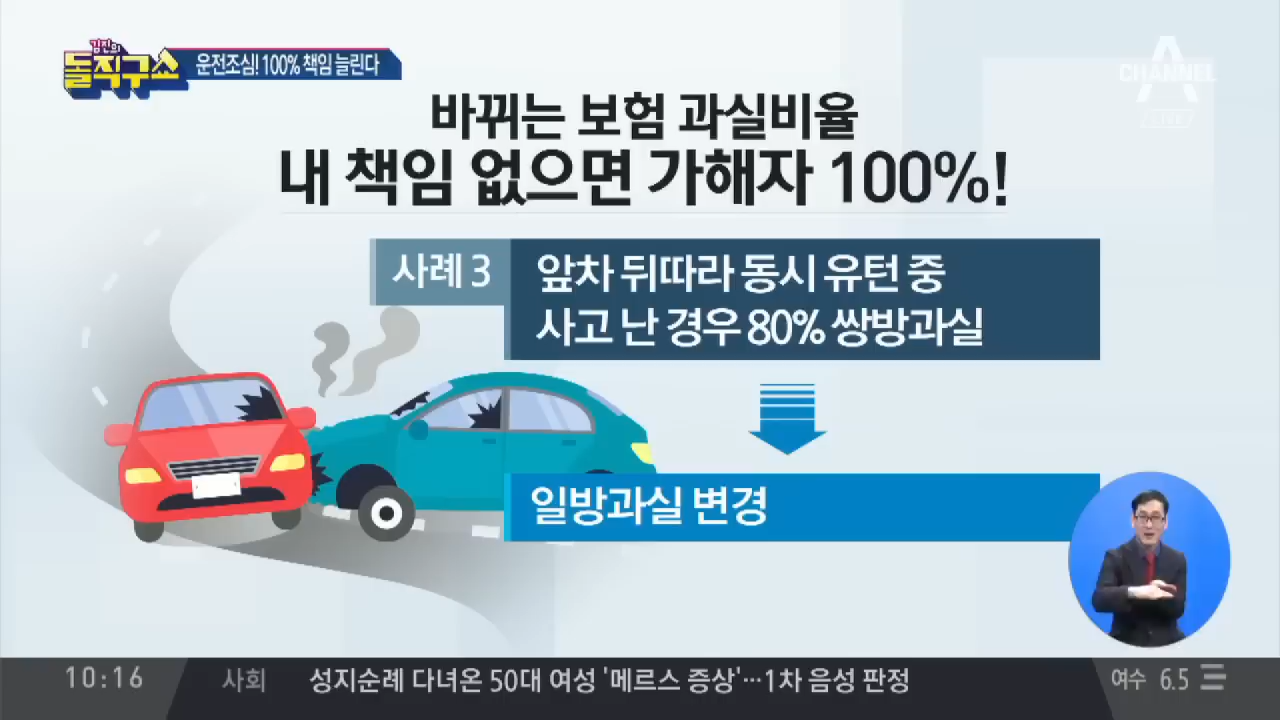 김진의
돌직구쇼
운전조심! 100% 책임 늘린다
CHANNEL A
LIVE
바뀌는 보험 과실비율
내 책임 없으면 가해자 100%!
사례 3
앞차 뒤따라 동시 유턴 중
사고 난 경우 80% 쌍방과실
일방과실 변경
10:16 사회 성지순례 다녀온 50대 여성 '메르스 증상'…1차 음성 판정 여수 6.5